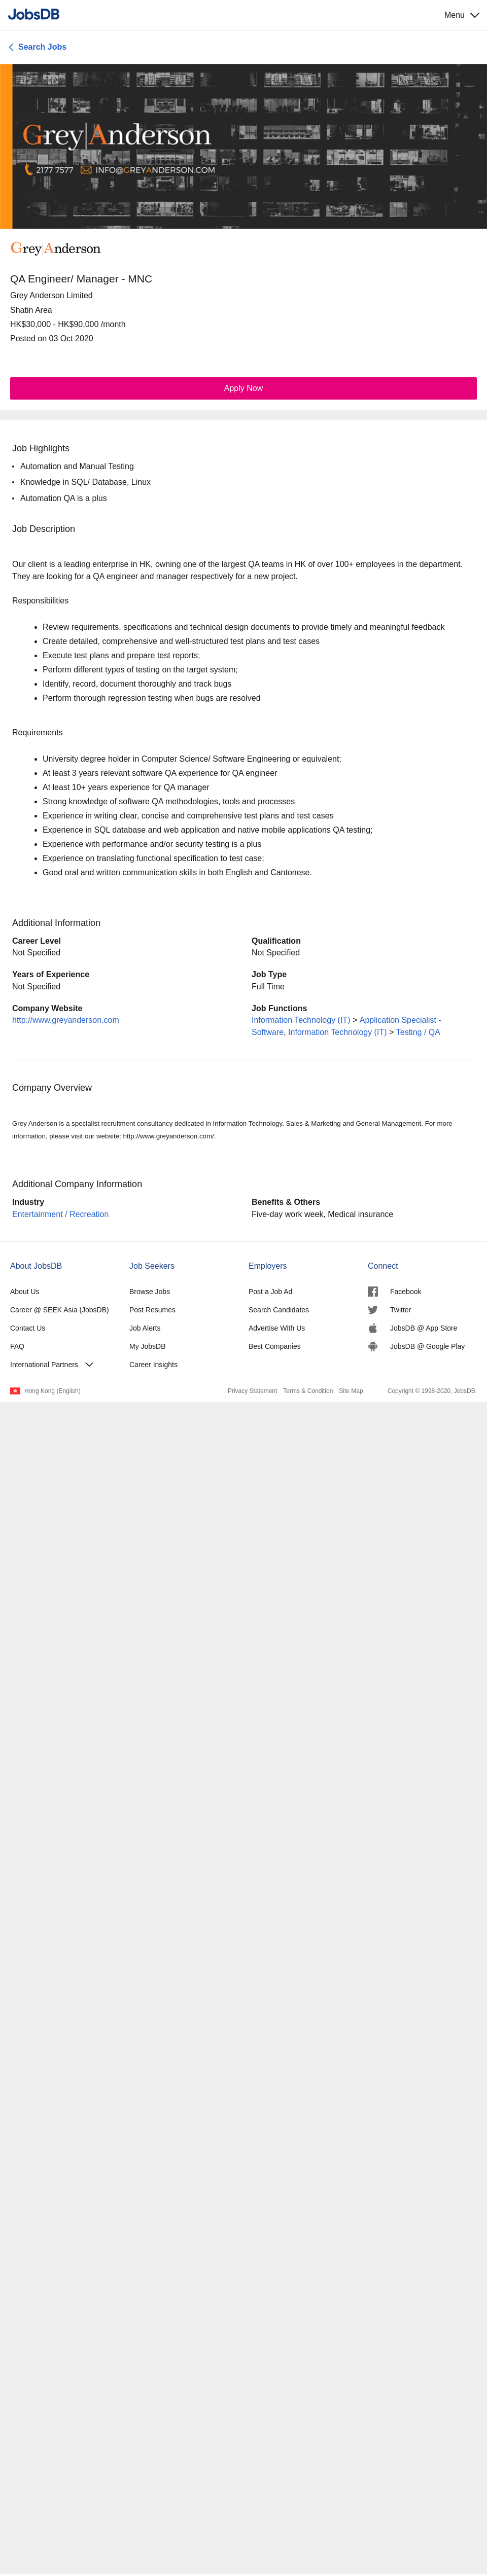 JobsDB
Menu
Search Jobs
Grey Anderson
2177 7577 INFO@GREYANDERSON.COM
Grey Anderson
QA Engineer/ Manager - MNC
Grey Anderson Limited
Shatin Area
HK$30,000 - HK$90,000 /month
Posted on 03 Oct 2020
Apply Now
Job Highlights
• Automation and Manual Testing
• Knowledge in SQL/ Database, Linux
• Automation QA is a plus
Job Description
Our client is a leading enterprise in HK, owning one of the largest QA teams in HK of over 100+ employees in the department.
They are looking for a QA engineer and manager respectively for a new project.
Responsibilities
• Review requirements, specifications and technical design documents to provide timely and meaningful feedback
• Create detailed, comprehensive and well-structured test plans and test cases
• Execute test plans and prepare test reports;
• Perform different types of testing on the target system;
• Identify, record, document thoroughly and track bugs
• Perform thorough regression testing when bugs are resolved
Requirements
• University degree holder in Computer Science/ Software Engineering or equivalent;
• At least 3 years relevant software QA experience for QA engineer
• At least 10+ years experience for QA manager
• Strong knowledge of software QA methodologies, tools and processes
• Experience in writing clear, concise and comprehensive test plans and test cases
• Experience in SQL database and web application and native mobile applications QA testing;
• Experience with performance and/or security testing is a plus
• Experience on translating functional specification to test case;
• Good oral and written communication skills in both English and Cantonese.
Additional Information
Career Level
Not Specified
Qualification
Not Specified
Years of Experience
Not Specified
Job Type
Full Time
Company Website
http://www.greyanderson.com
Job Functions
Information Technology (IT) > Application Specialist -
Software, Information Technology (IT) > Testing / QA
Company Overview
Grey Anderson is a specialist recruitment consultancy dedicated in Information Technology, Sales & Marketing and General Management. For more
information, please visit our website: http://www.greyanderson.com/.
Additional Company Information
Industry
Entertainment / Recreation
Benefits & Others
Five-day work week, Medical insurance
About JobsDB
About Us
Career @ SEEK Asia (JobsDB)
Contact Us
FAQ
International Partners
Job Seekers
Browse Jobs
Post Resumes
Job Alerts
My JobsDB
Career Insights
Employers
Post a Job Ad
Search Candidates
Advertise With Us
Best Companies
Connect
Facebook
Twitter
JobsDB @ App Store
JobsDB @ Google Play
Hong Kong (English)
Privacy Statement Terms & Condition Site Map
Copyright © 1998-2020, JobsDB.